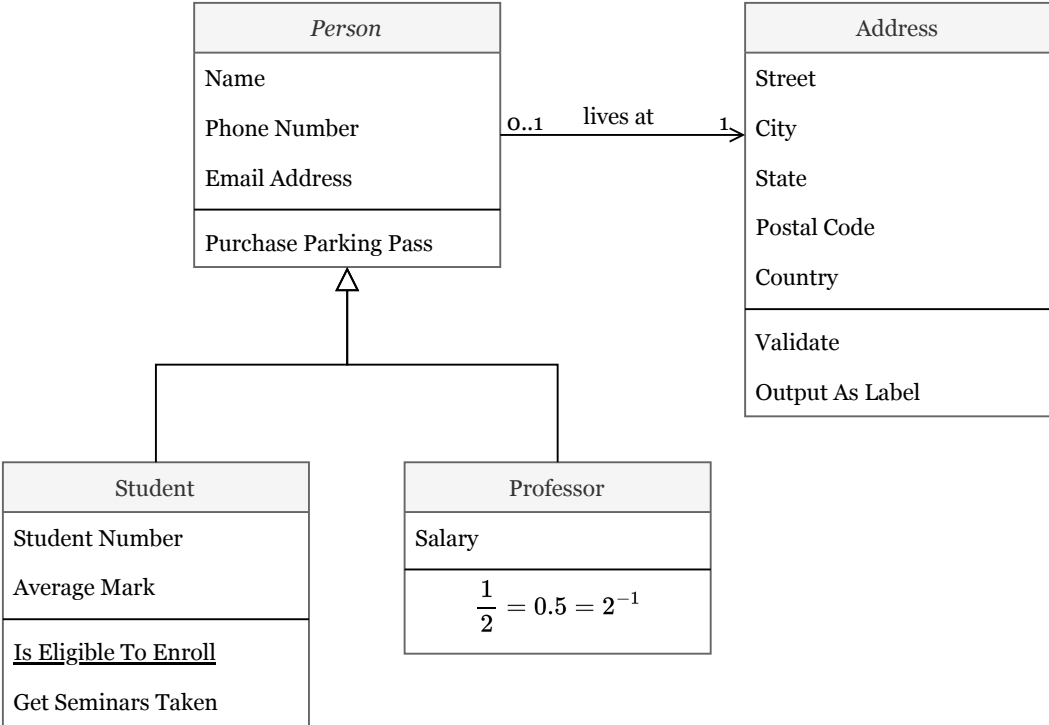 Person
Name
Phone Number
Email Address
Purchase Parking Pass
0..1
lives at
1
Address
Street
City
State
Postal Code
Country
Validate
Output As Label
Student
Student Number
Average Mark
Is Eligible To Enroll
Get Seminars Taken
Professor
Salary
1/2 = 0.5 = 2⁻¹